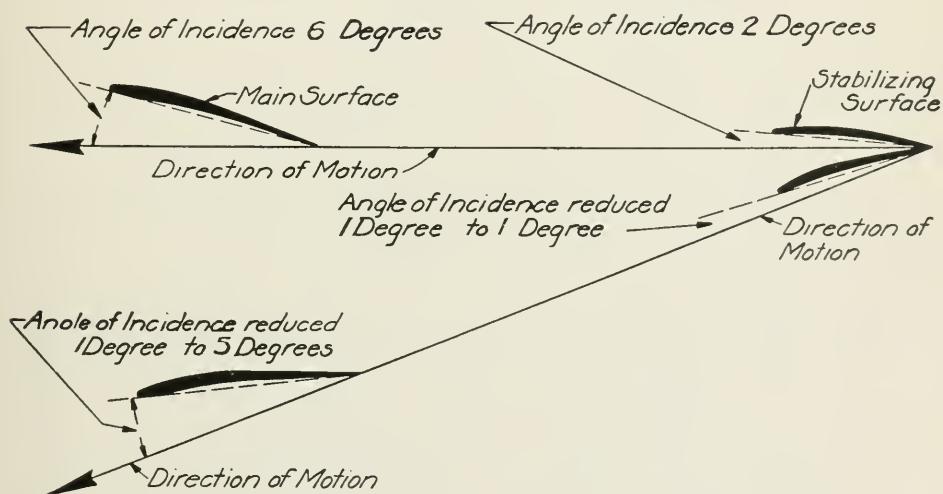 Angle of Incidence 6 Degrees
Angle of Incidence 2 Degrees
Main Surface
Stabilizing
Surface
Direction of Motion
Angle of Incidence reduced
1 Degree to 1 Degree
Direction of
Motion
Anole of Incidence reduced
1 Degree to 5 Degrees
Direction of Motion